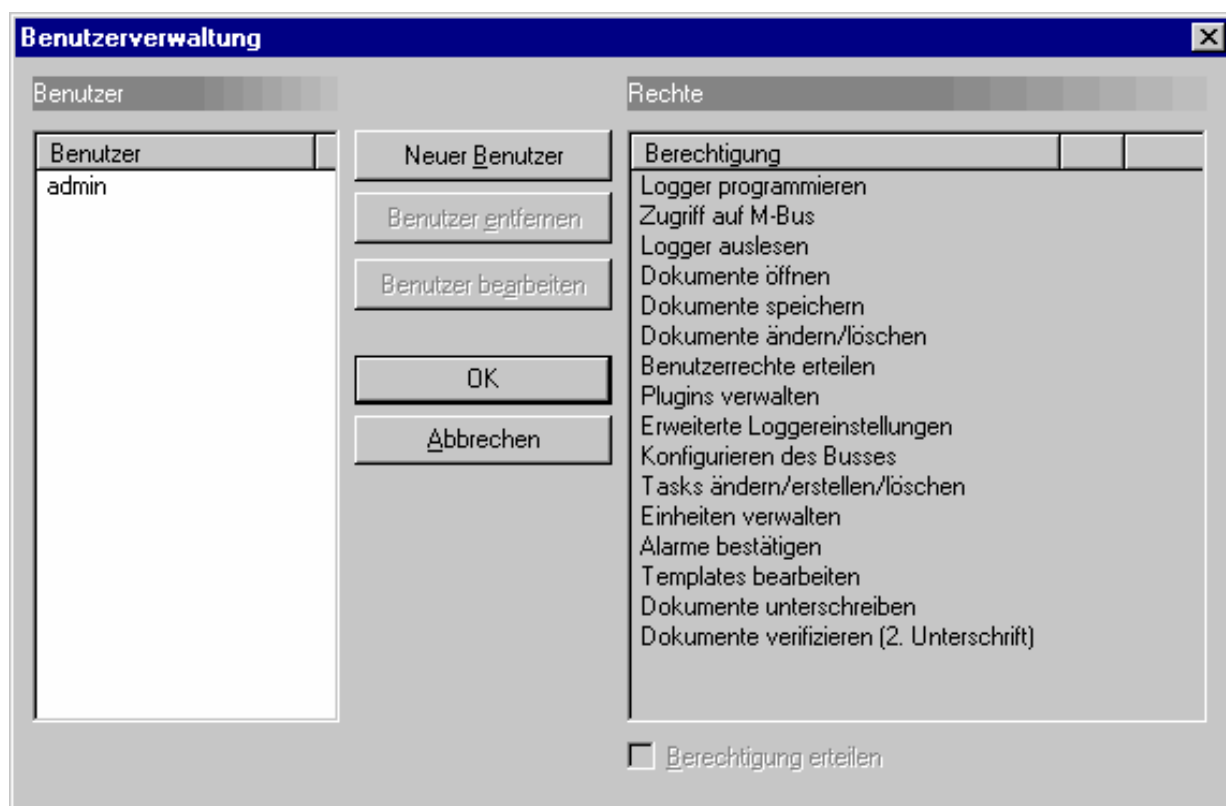 Benutzerverwaltung
Benutzer
Rechte
Benutzer
admin
Neuer Benutzer
Benutzer entfernen
Benutzer bearbeiten
OK
Abbrechen
Berechtigung
Logger programmieren
Zugriff auf M-Bus
Logger auslesen
Dokumente öffnen
Dokumente speichern
Dokumente ändern/löschen
Benutzerrechte erteilen
Plugins verwalten
Erweiterte Loggereinstellungen
Konfigurieren des Busses
Tasks ändern/erstellen/löschen
Einheiten verwalten
Alarme bestätigen
Templates bearbeiten
Dokumente unterschreiben
Dokumente verifizieren (2. Unterschrift)
Berechtigung erteilen